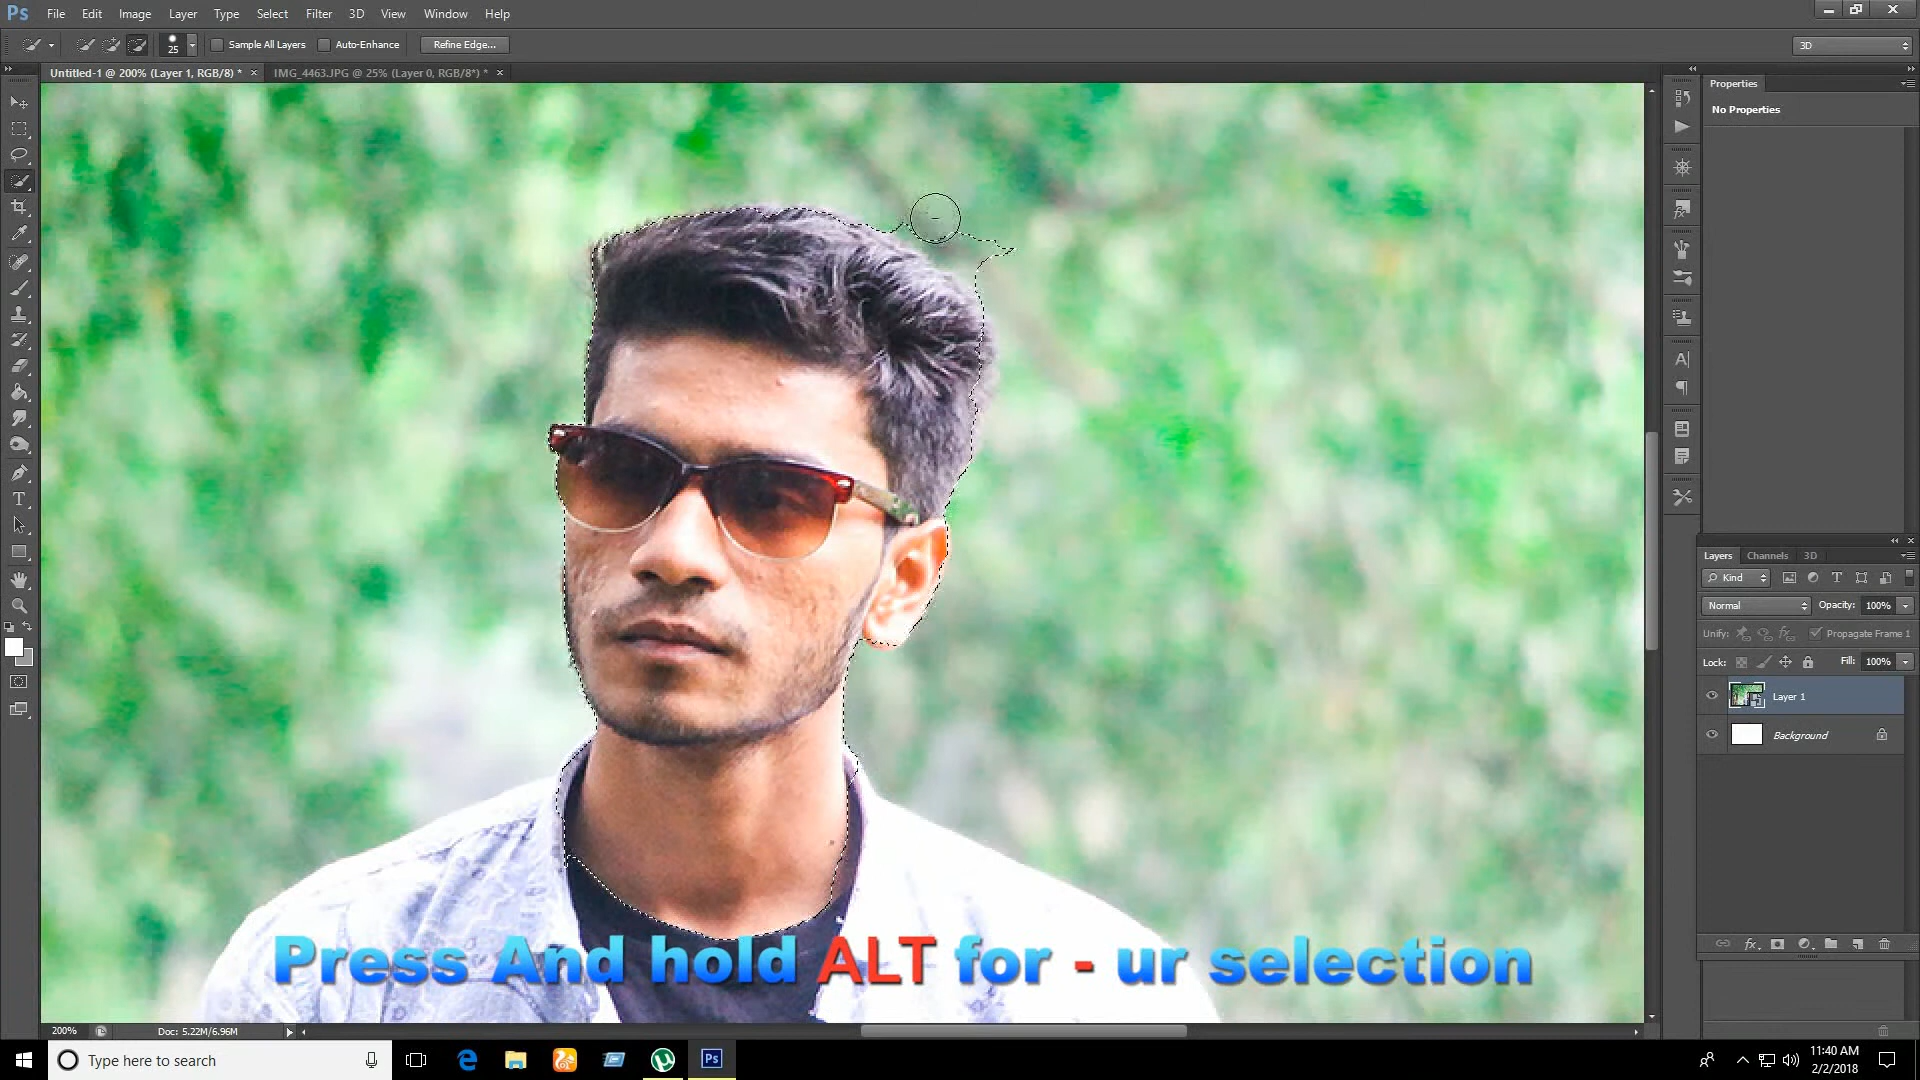 Ps File Edit Image Layer Type Select Filter 3D View Window Help
25 Sample All Layers Auto-Enhance Refine Edge... 3D
Untitled-1 @ 200% (Layer 1, RGB/8) * × IMG_4463.JPG @ 25% (Layer 0, RGB/8*) * ×
Properties
No Properties
Layers Channels 3D
Kind
Normal Opacity: 100%
Unify: Propagate Frame 1
Lock: Fill: 100%
Layer 1
Background
Press And hold ALT for - ur selection
200% Doc: 5.22M/6.96M
Type here to search
Ps
11:40 AM
2/2/2018